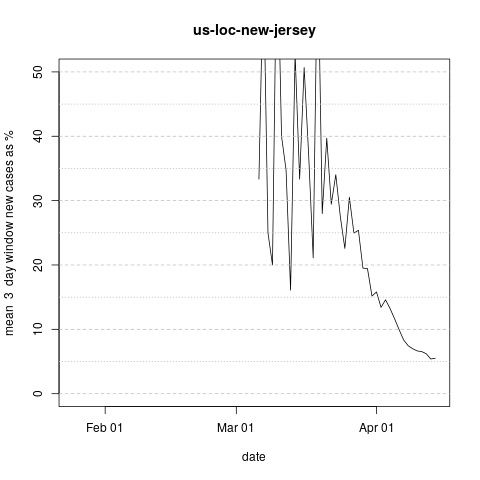 us-loc-new-jersey
mean 3 day window new cases as %
50
40
30
20
10
0
Feb 01
Mar 01
Apr 01
date